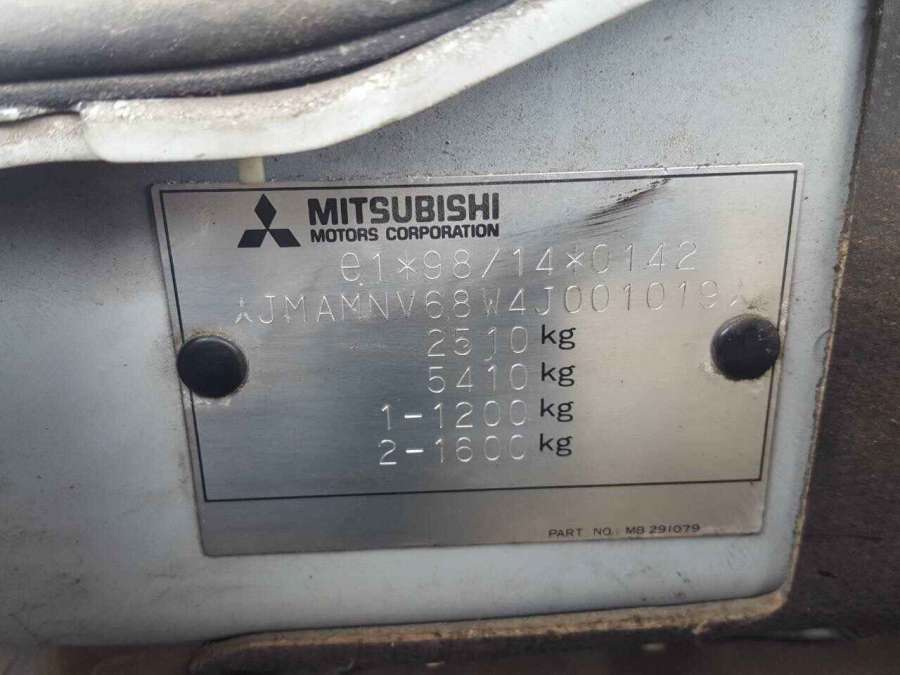 MITSUBISHI
MOTORS CORPORATION
e1*98/14*0142
*JMAMNV68W4J001019*
2510 kg
5410 kg
1-1200 kg
2-1600 kg
PART NO. MB 291079